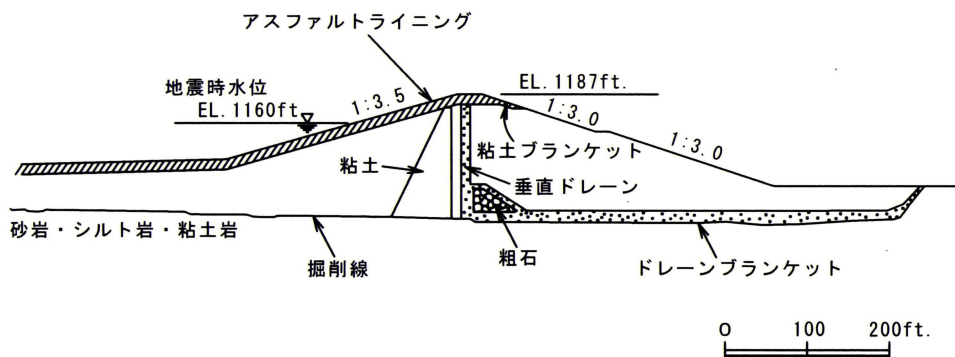 アスファルトライニング
地震時水位
EL. 1160ft.
1:3.5
EL. 1187ft.
1:3.0
1:3.0
粘土ブランケット
粘土
垂直ドレーン
砂岩・シルト岩・粘土岩
掘削線
粗石
ドレーンブランケット
0 100 200ft.